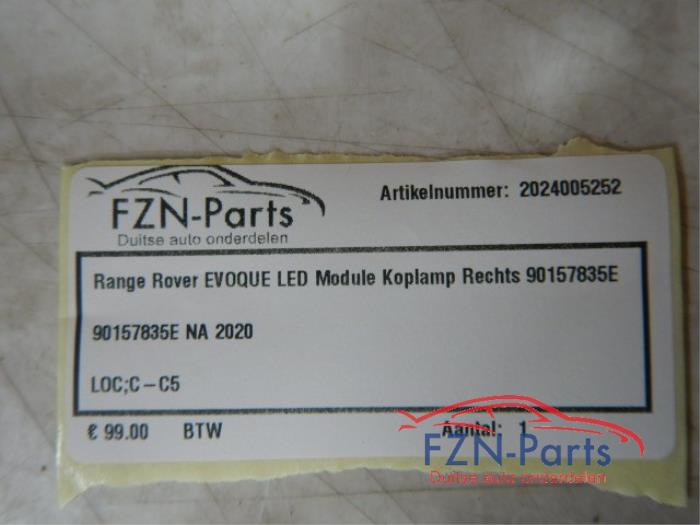 FZN-Parts
Duitse auto onderdelen
Artikelnummer: 2024005252
Range Rover EVOQUE LED Module Koplamp Rechts 90157835E
90157835E NA 2020
LOC;C-C5
€ 99.00 BTW
Aantal: 1
FZN-Parts
Duitse auto onderdelen